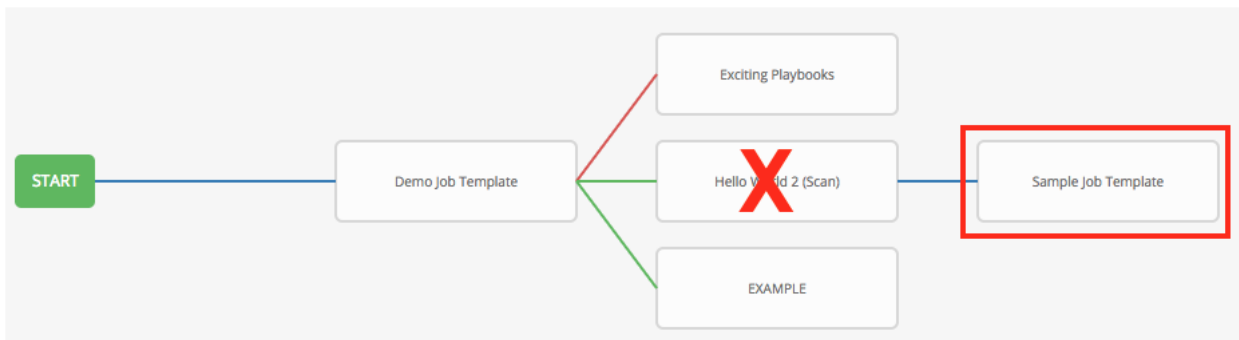 Exciting Playbooks
START
Demo Job Template
Hello World 2 (Scan)
X
Sample Job Template
EXAMPLE